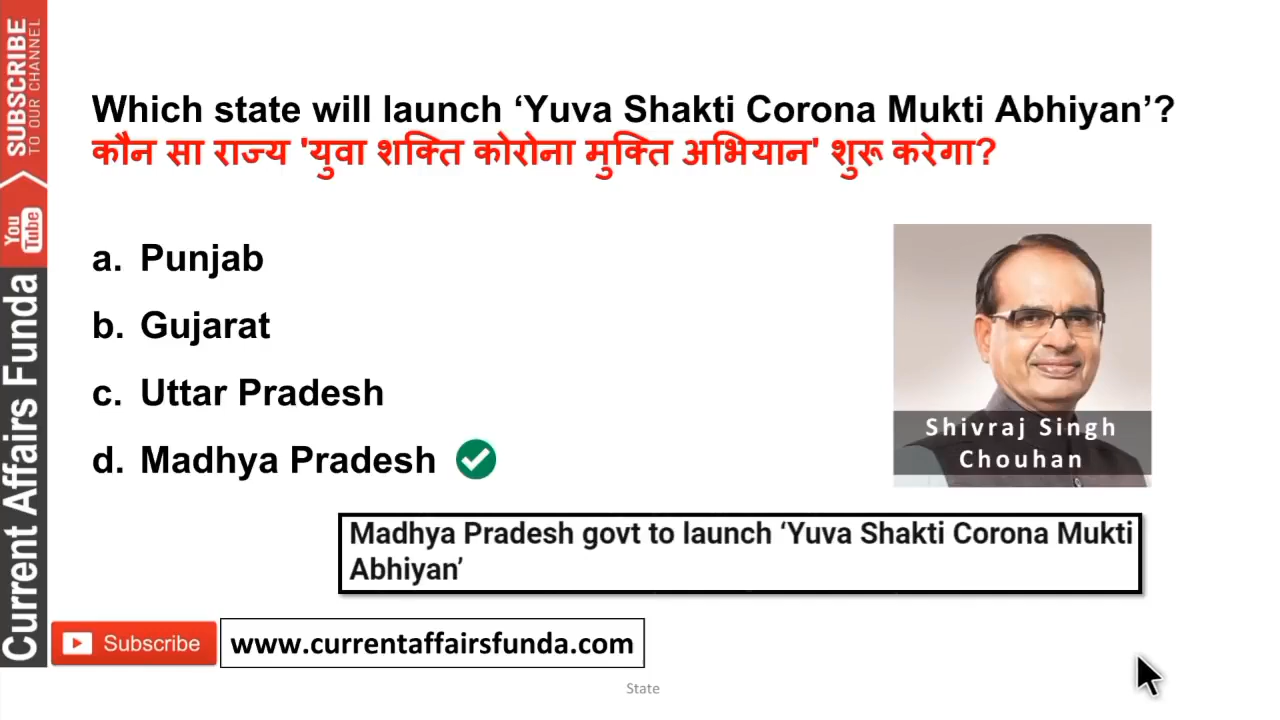 SUBSCRIBE
TO OUR CHANNEL
You
Tube
Current Affairs Funda
Which state will launch ‘Yuva Shakti Corona Mukti Abhiyan’?
कौन सा राज्य 'युवा शक्ति कोरोना मुक्ति अभियान' शुरू करेगा?
a. Punjab
b. Gujarat
c. Uttar Pradesh
d. Madhya Pradesh
Shivraj Singh
Chouhan
Madhya Pradesh govt to launch ‘Yuva Shakti Corona Mukti
Abhiyan’
Subscribe
www.currentaffairsfunda.com
State